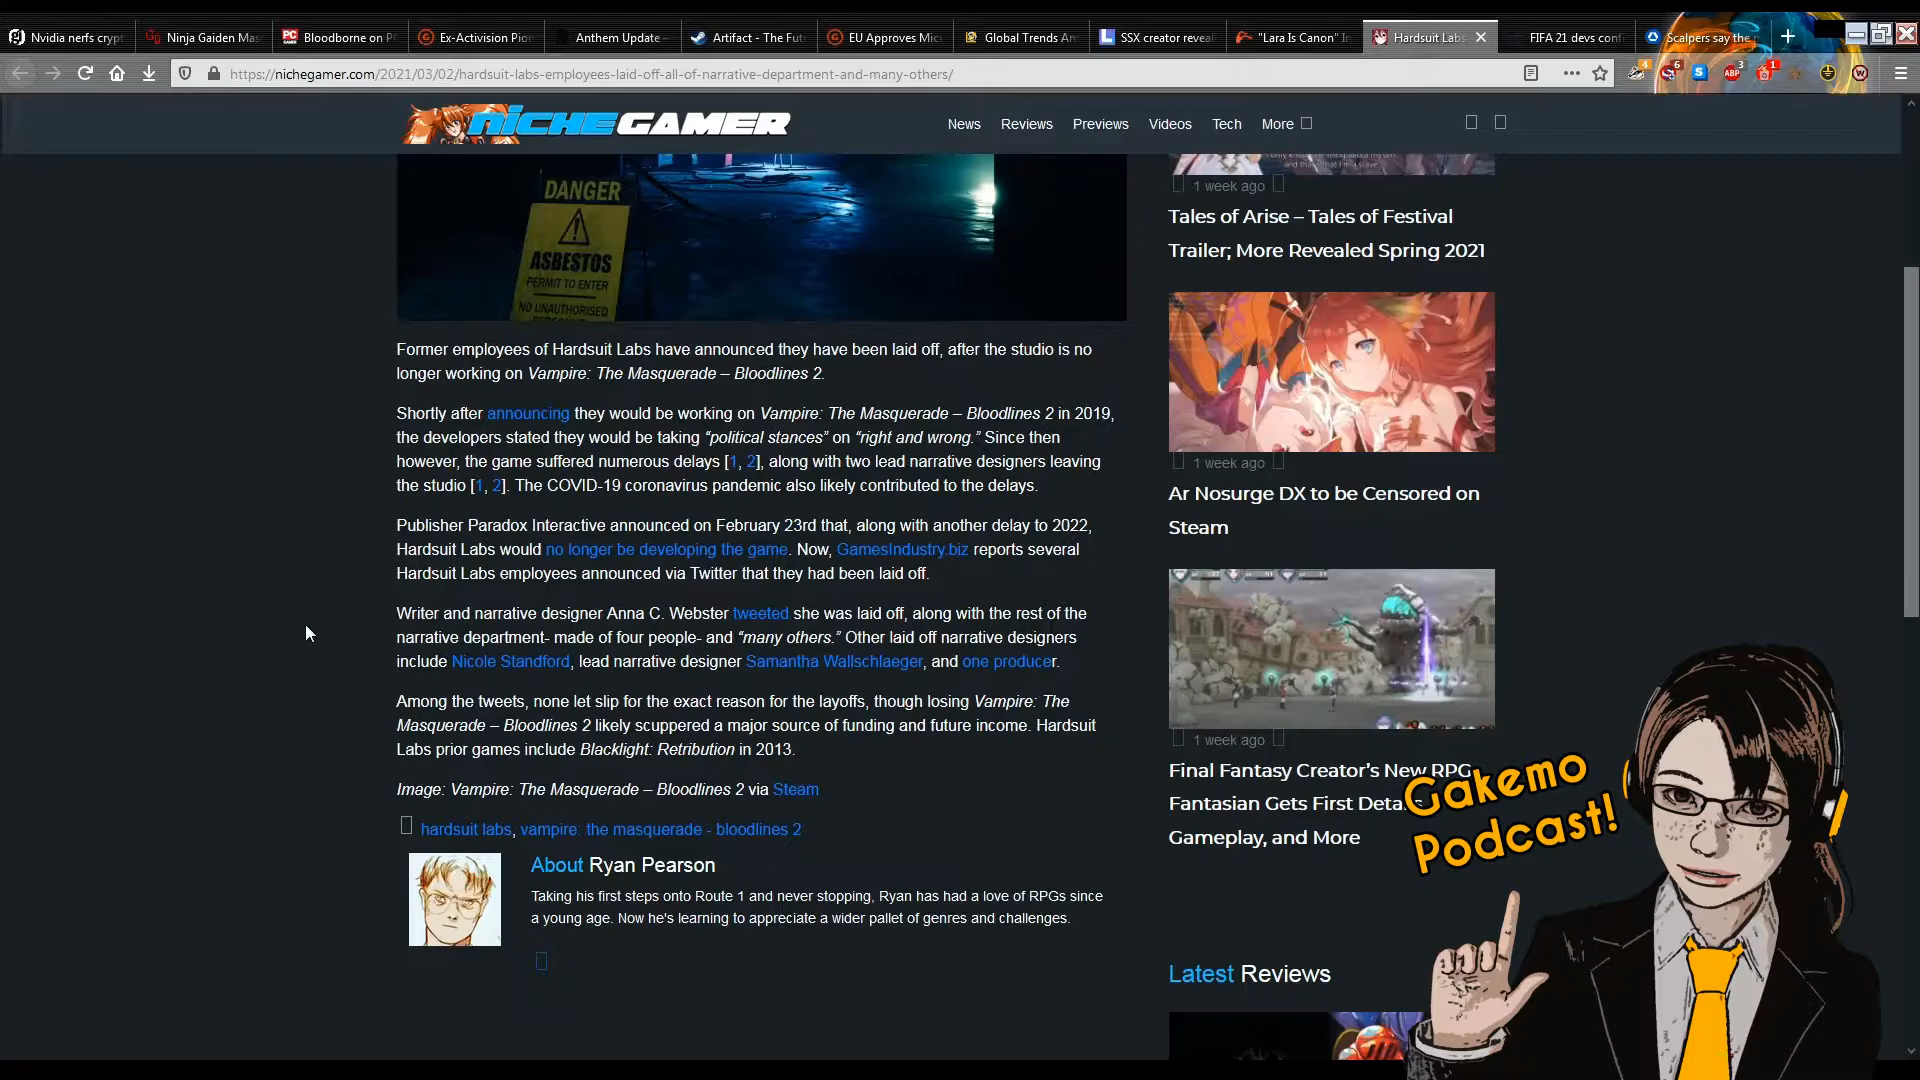 Nvidia nerfs crypt
Ninja Gaiden Mas
Bloodborne on P
Ex-Activision Pion
Anthem Update –
Artifact - The Futu
EU Approves Mic
Global Trends An
SSX creator reveal
"Lara Is Canon" In
Hardsuit Labs
FIFA 21 devs conf
Scalpers say the p
https://nichegamer.com/2021/03/02/hardsuit-labs-employees-laid-off-all-of-narrative-department-and-many-others/
4
6
S
ABP
3
1
NICHEGAMER
News
Reviews
Previews
Videos
Tech
More
DANGER
ASBESTOS
PERMIT TO ENTER
NO UNAUTHORISED
Former employees of Hardsuit Labs have announced they have been laid off, after the studio is no
longer working on Vampire: The Masquerade – Bloodlines 2.
Shortly after announcing they would be working on Vampire: The Masquerade – Bloodlines 2 in 2019,
the developers stated they would be taking “political stances” on “right and wrong.” Since then
however, the game suffered numerous delays [1, 2], along with two lead narrative designers leaving
the studio [1, 2]. The COVID-19 coronavirus pandemic also likely contributed to the delays.
Publisher Paradox Interactive announced on February 23rd that, along with another delay to 2022,
Hardsuit Labs would no longer be developing the game. Now, GamesIndustry.biz reports several
Hardsuit Labs employees announced via Twitter that they had been laid off.
Writer and narrative designer Anna C. Webster tweeted she was laid off, along with the rest of the
narrative department- made of four people- and “many others.” Other laid off narrative designers
include Nicole Standford, lead narrative designer Samantha Wallschlaeger, and one producer.
Among the tweets, none let slip for the exact reason for the layoffs, though losing Vampire: The
Masquerade – Bloodlines 2 likely scuppered a major source of funding and future income. Hardsuit
Labs prior games include Blacklight: Retribution in 2013.
Image: Vampire: The Masquerade – Bloodlines 2 via Steam
hardsuit labs, vampire: the masquerade - bloodlines 2
About Ryan Pearson
Taking his first steps onto Route 1 and never stopping, Ryan has had a love of RPGs since
a young age. Now he's learning to appreciate a wider pallet of genres and challenges.
1 week ago
Tales of Arise – Tales of Festival
Trailer; More Revealed Spring 2021
1 week ago
Ar Nosurge DX to be Censored on
Steam
1 week ago
Final Fantasy Creator’s New RPG
Fantasian Gets First Details
Gameplay, and More
Latest Reviews
Gakemo
Podcast!